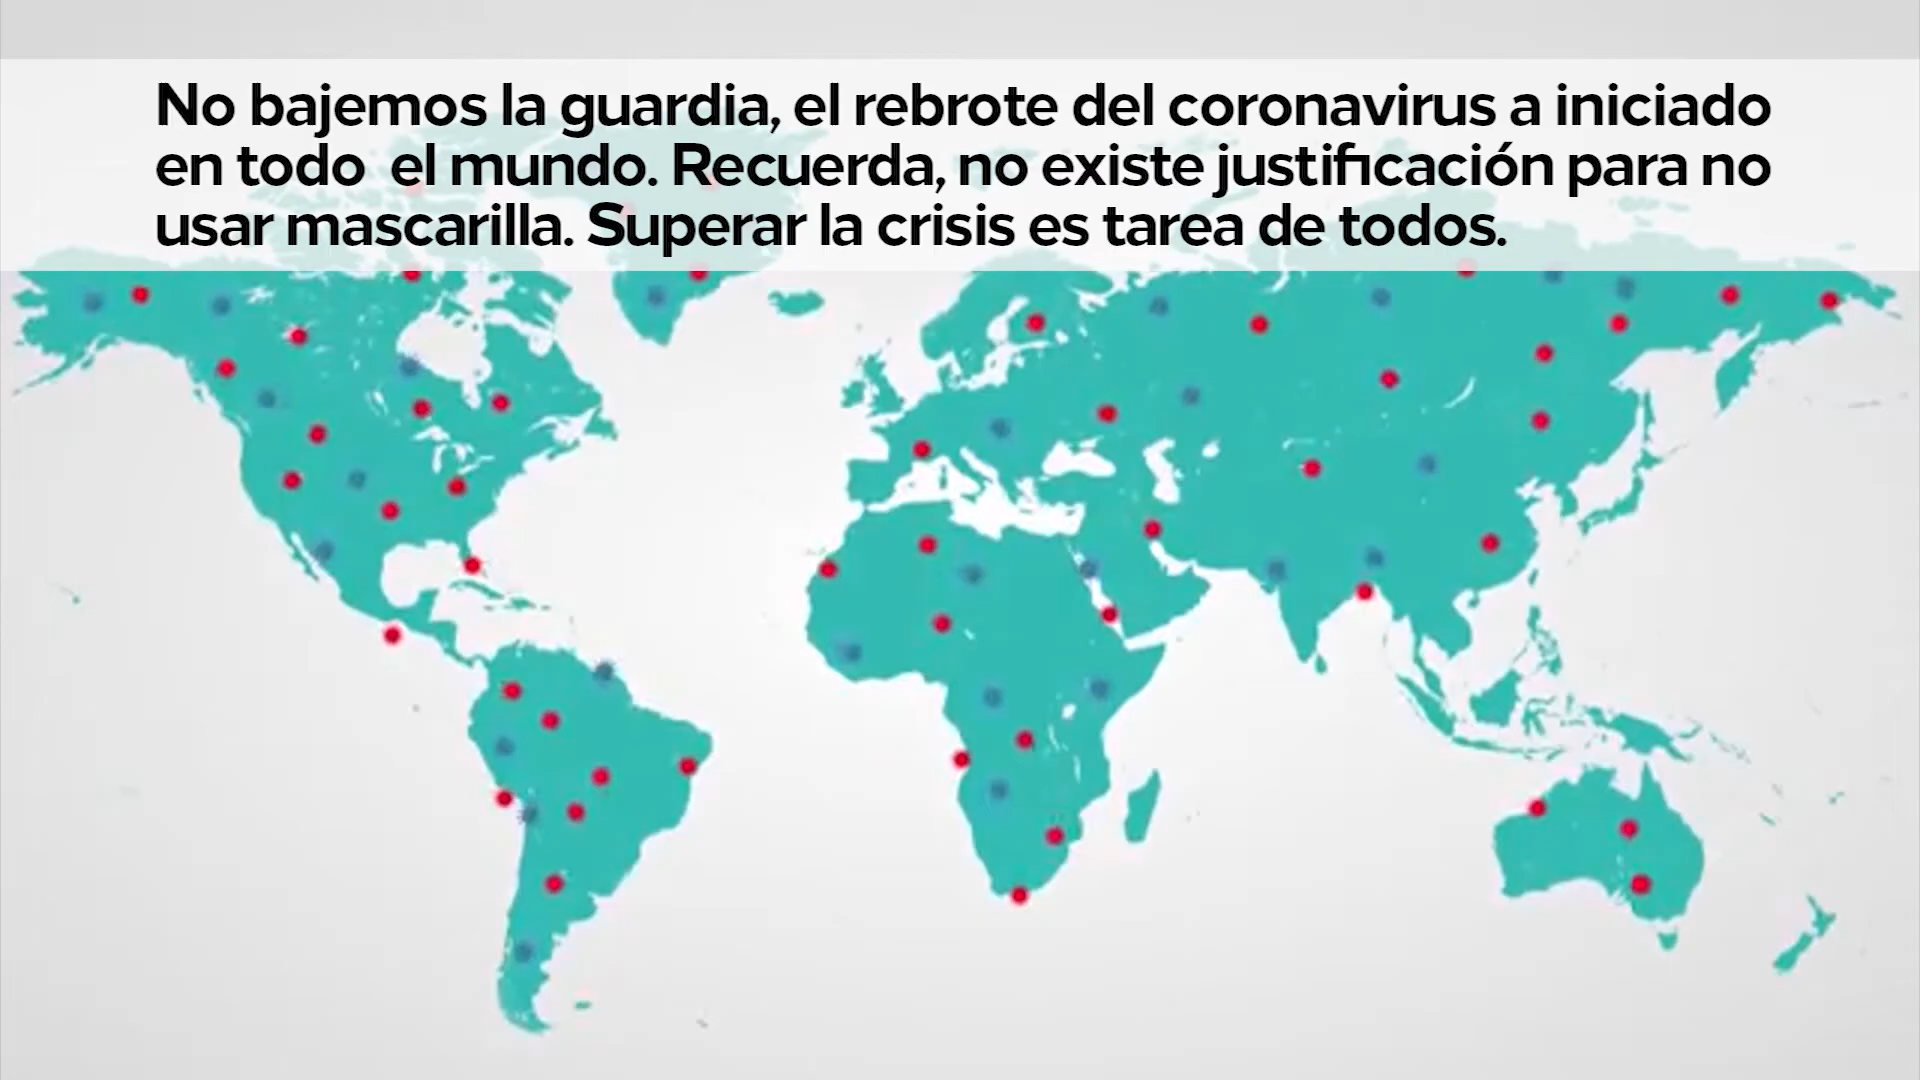 No bajemos la guardia, el rebrote del coronavirus a iniciado
en todo  el mundo. Recuerda, no existe justificación para no
usar mascarilla. Superar la crisis es tarea de todos.